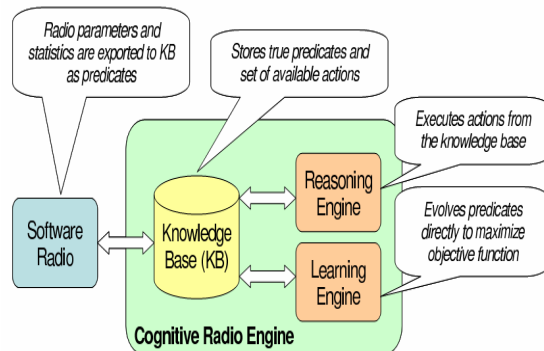 Radio parameters and
statistics are exported to KB
as predicates
Stores true predicates and
set of available actions
Executes actions from
the knowledge base
Reasoning
Engine
Software
Radio
Knowledge
Base (KB)
Evolves predicates
directly to maximize
objective function
Learning
Engine
Cognitive Radio Engine